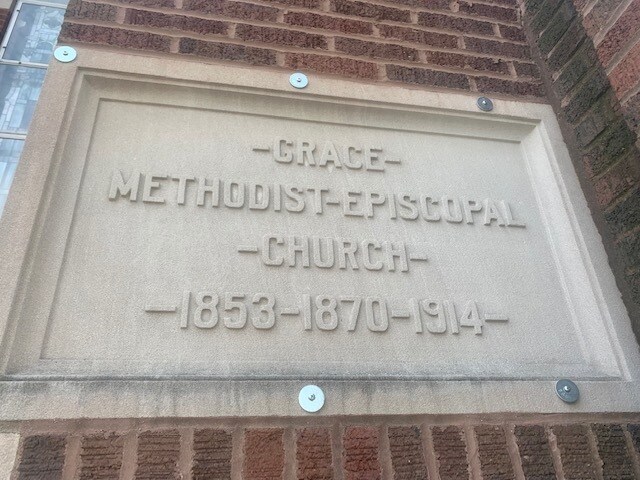 -GRACE-
METHODIST-EPISCOPAL
-CHURCH-
-1853-1870-1914-